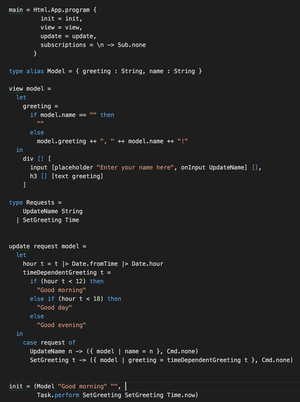 main = Html.App.program {
init = init,
view = view,
update = update,
subscriptions = \n -> Sub.none
}
type alias Model = { greeting : String, name : String }
view model =
let
greeting =
if model.name == "" then
""
else
model.greeting ++ ", " ++ model.name ++ "!"
in
div [] [
input [placeholder "Enter your name here", onInput UpdateName] [],
h3 [] [text greeting]
]
type Requests =
UpdateName String
| SetGreeting Time
update request model =
let
hour t = t |> Date.fromTime |> Date.hour
timeDependentGreeting t =
if (hour t < 12) then
"Good morning"
else if (hour t < 18) then
"Good day"
else
"Good evening"
in
case request of
UpdateName n -> ({ model | name = n }, Cmd.none)
SetGreeting t -> ({ model | greeting = timeDependentGreeting t }, Cmd.none)
init = (Model "Good morning" "",
Task.perform SetGreeting SetGreeting Time.now)